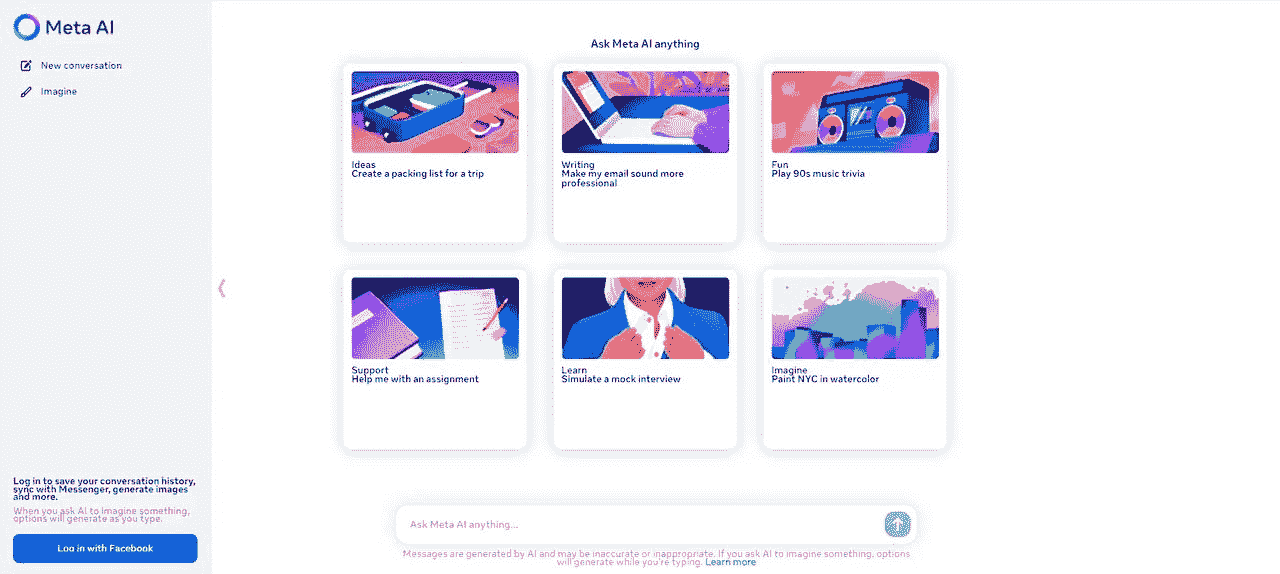 Meta AI
New conversation
Imagine
Ask Meta AI anything
Ideas
Create a packing list for a trip
Writing
Make my email sound more
professional
Fun
Play 90s music trivia
Support
Help me with an assignment
Learn
Simulate a mock interview
Imagine
Paint NYC in watercolor
Log in to save your conversation history,
sync with Messenger, generate images
and more.
When you ask AI to imagine something,
options will generate as you type.
Log in with Facebook
Ask Meta AI anything...
Messages are generated by AI and may be inaccurate or inappropriate. If you ask AI to imagine something, options
will generate while you're typing. Learn more